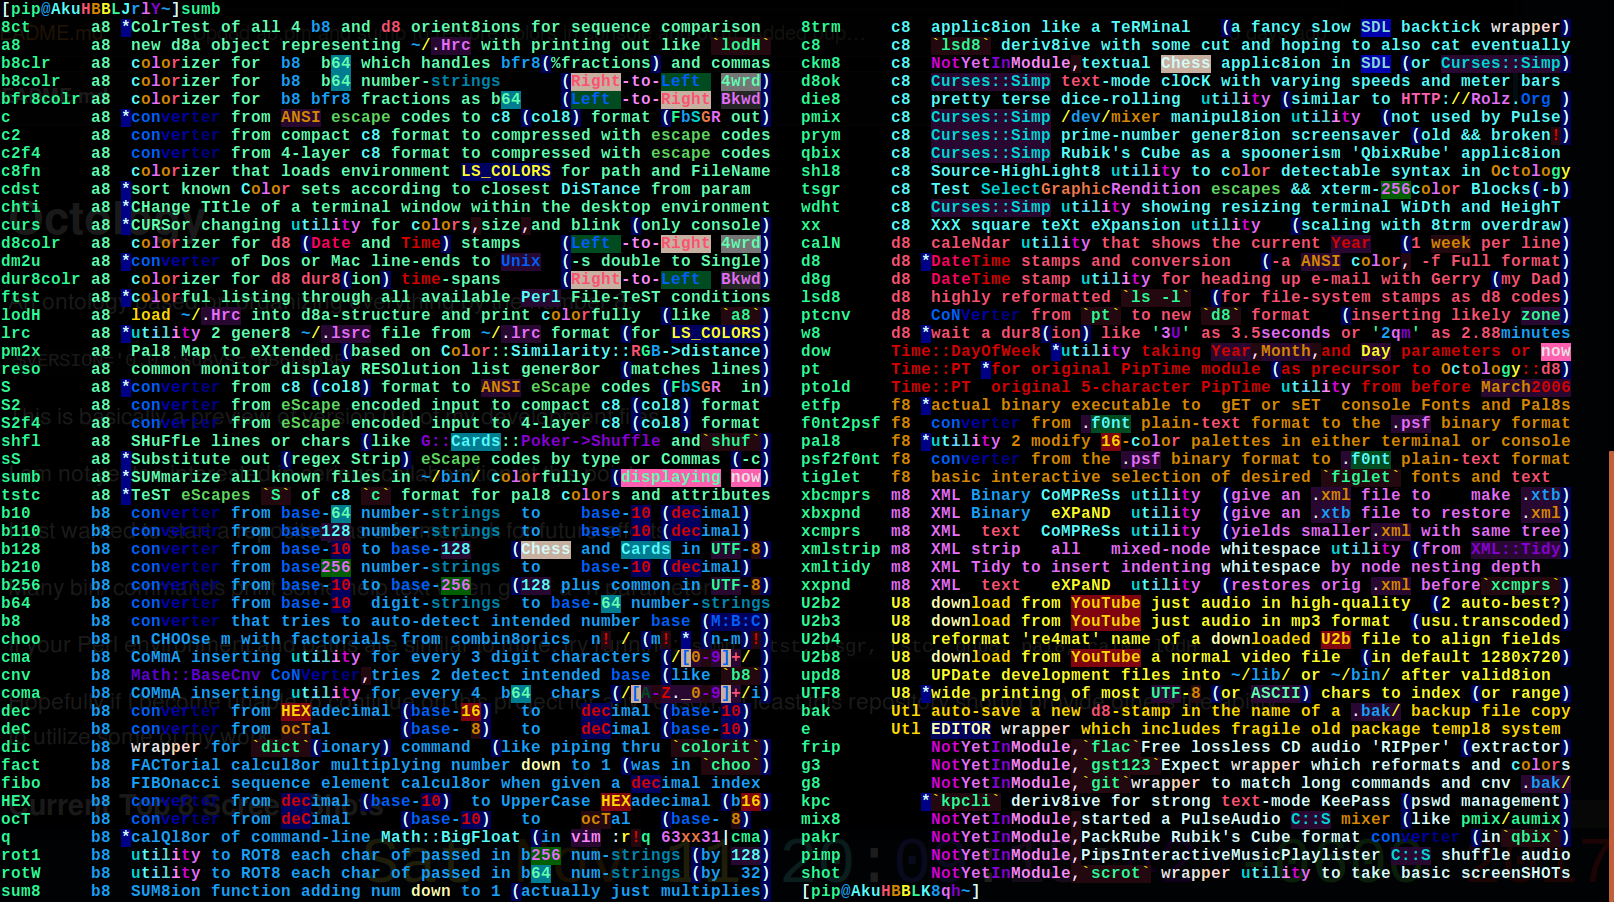 [pip@AkuHBBLJrlY~]sumb
8ct      a8 *ColrTest of all 4 b8 and d8 orient8ions for sequence comparison
a8       a8  new d8a object representing ~/.Hrc with printing out like `lodH`
b8clr    a8  colorizer for  b8  b64 which handles bfr8(%fractions) and commas
b8colr   a8  colorizer for  b8  b64 number-strings    (Right-to-Left  4wrd)
bfr8colr a8  colorizer for  b8 bfr8 fractions as b64    (Left -to-Right Bkwd)
c        a8 *converter from ANSI escape codes to c8 (col8) format (FbSGR out)
c2       a8  converter from compact c8 format to compressed with escape codes
c2f4     a8  converter from 4-layer c8 format to compressed with escape codes
c8fn     a8  colorizer that loads environment LS_COLORS for path and FileName
cdst     a8 *sort known Color sets according to closest DiSTance from param
chti     a8 *CHange TItle of a terminal window within the desktop environment
curs     a8 *CURSor changing utility for colors,size,and blink (only console)
d8colr   a8  colorizer for d8 (Date and Time) stamps    (Left -to-Right 4wrd)
dm2u     a8 *converter of Dos or Mac line-ends to Unix  (-s double to Single)
dur8colr a8  colorizer for d8 dur8(ion) time-spans      (Right-to-Left  Bkwd)
ftst     a8 *colorful listing through all available Perl File-TeST conditions
lodH     a8  load ~/.Hrc into d8a-structure and print colorfully  (like `a8`)
lrc      a8 *utility 2 gener8 ~/.lsrc file from ~/.lrc format (for LS_COLORS)
pm2x     a8  pal8 Map to eXtended (based on Color::Similarity::RGB->distance)
reso     a8  common monitor display RESOlution list gener8or  (matches lines)
S        a8 *converter from c8 (col8) format to ANSI eScape codes (FbSGR  in)
S2       a8  converter from eScape encoded input to compact c8 (col8) format
S2f4     a8  converter from eScape encoded input to 4-layer c8 (col8) format
shfl     a8  SHuFfLe lines or chars (like G::Cards::Poker->Shuffle and`shuf`)
sS       a8 *Substitute out (regex Strip) eScape codes by type or Commas (-c)
sumb     a8 *SUMmarize all known files in ~/bin/ colorfully (displaying now)
tstc     a8 *TeST eScapes `S` of c8 `c` format for pal8 colors and attributes
b10      b8  converter from base-64 number-strings  to    base-10 (decimal)
b110     b8  converter from base128 number-strings  to    base-10 (decimal)
b128     b8  converter from base-10 to base-128    (Chess and Cards in UTF-8)
b210     b8  converter from base256 number-strings  to    base-10 (decimal)
b256     b8  converter from base-10 to base-256    (128 plus common in UTF-8)
b64      b8  converter from base-10  digit-strings  to base-64 number-strings
b8       b8  converter that tries to auto-detect intended number base (M:B:C)
choo     b8  n CHOOse m with factorials from combin8orics  n! / (m! * (n-m)!)
cma      b8  CoMmA inserting utility for every 3 digit characters (/[0-9]+/ )
cnv      b8  Math::BaseCnv CoNVerter,tries 2 detect intended base (like `b8`)
coma     b8  COMmA inserting utility for every 4  b64  chars (/[A-Z._0-9]+/i)
dec      b8  converter from HEXadecimal (base-16)   to    decimal (base-10)
deC      b8  converter from ocTal       (base- 8)   to    deCimal (base-10)
dic      b8  wrapper for `dict`(ionary) command  (like piping thru `colorit`)
fact     b8  FACTorial calcul8or multiplying number down to 1 (was in `choo`)
fibo     b8  FIBOnacci sequence element calcul8or when given a decimal index
HEX      b8  converter from decimal (base-10)  to UpperCase HEXadecimal (b16)
ocT      b8  converter from deCimal    (base-10)    to    ocTal   (base- 8)
q        b8 *calQl8or of command-line Math::BigFloat (in vim :r!q 63xx31|cma)
rot1     b8  utility to ROT8 each char of passed in b256 num-strings (by 128)
rotW     b8  utility to ROT8 each char of passed in b64  num-strings (by  32)
sum8     b8  SUM8ion function adding num down to 1 (actually just multiplies)
8trm     c8  applic8ion like a TeRMinal   (a fancy slow SDL backtick wrapper)
c8       c8  `lsd8` deriv8ive with some cut and hoping to also cat eventually
ckm8     c8  NotYetInModule,textual Chess applic8ion in SDL (or Curses::Simp)
d8ok     c8  Curses::Simp text-mode clOcK with varying speeds and meter bars
die8     c8  pretty terse dice-rolling  utility (similar to HTTP://Rolz.Org )
pmix     c8  Curses::Simp /dev/mixer manipul8ion utility  (not used by Pulse)
prym     c8  Curses::Simp prime-number gener8ion screensaver (old && broken!)
qbix     c8  Curses::Simp Rubik's Cube as a spoonerism 'QbixRube' applic8ion
shl8     c8  Source-HighLight8 utility to color detectable syntax in Octology
tsgr     c8  Test SelectGraphicRendition escapes && xterm-256color Blocks(-b)
wdht     c8  Curses::Simp utility showing resizing terminal WiDth and HeighT
xx       c8  XxX square teXt eXpansion utility   (scaling with 8trm overdraw)
calN     d8  caleNdar utility that shows the current Year   (1 week per line)
d8       d8 *DateTime stamps and conversion   (-a ANSI color, -f Full format)
d8g      d8  DateTime stamp utility for heading up e-mail with Gerry (my Dad)
lsd8     d8  highly reformatted `ls -l`  (for file-system stamps as d8 codes)
ptcnv    d8  CoNVerter from `pt` to new `d8` format   (inserting likely zone)
w8       d8 *wait a dur8(ion) like '3U' as 3.5seconds or '2qm' as 2.88minutes
dow      Time::DayOfWeek *utility taking Year,Month,and Day parameters or now
pt       Time::PT *for original PipTime module (as precursor to Octology::d8)
ptold    Time::PT  original 5-character PipTime utility from before March2006
etfp     f8 *actual binary executable to  gET or sET  console Fonts and Pal8s
f0nt2psf f8  converter from .f0nt plain-text format to the .psf binary format
pal8     f8 *utility 2 modify 16-color palettes in either terminal or console
psf2f0nt f8  converter from the .psf binary format to .f0nt plain-text format
tiglet   f8  basic interactive selection of desired `figlet` fonts and text
xbcmprs  m8  XML Binary CoMPReSs utility  (give an .xml file to    make .xtb)
xbxpnd   m8  XML Binary  eXPaND  utility  (give an .xtb file to restore .xml)
xcmprs   m8  XML  text  CoMPReSs utility  (yields smaller.xml with same tree)
xmlstrip m8  XML strip   all   mixed-node whitespace utility (from XML::Tidy)
xmltidy  m8  XML Tidy to insert indenting whitespace by node nesting depth
xxpnd    m8  XML  text   eXPaND  utility  (restores orig .xml before`xcmprs`)
U2b2     U8  download from YouTube just audio in high-quality  (2 auto-best?)
U2b3     U8  download from YouTube just audio in mp3 format (usu.transcoded)
U2b4     U8  reformat 're4mat' name of a downloaded U2b file to align fields
U2b8     U8  download from YouTube a normal video file  (in default 1280x720)
upd8     U8  UPDate development files into ~/lib/ or ~/bin/ after valid8ion
UTF8     U8 *wide printing of most UTF-8 (or ASCII) chars to index (or range)
bak      Utl auto-save a new d8-stamp in the name of a .bak/ backup file copy
e        Utl EDITOR wrapper which includes fragile old package templ8 system
frip         NotYetInModule,`flac`Free lossless CD audio 'RIPper' (extractor)
g3           NotYetInModule,`gst123`Expect wrapper which reformats and colors
g8           NotYetInModule,`git`wrapper to match long commands and cnv .bak/
kpc         *`kpcli` deriv8ive for strong text-mode KeePass (pswd management)
mix8         NotYetInModule,started a PulseAudio C::S mixer (like pmix/aumix)
pakr         NotYetInModule,PackRube Rubik's Cube format converter (in`qbix`)
pimp         NotYetInModule,PipsInteractiveMusicPlaylister C::S shuffle audio
shot         NotYetInModule,`scrot` wrapper utility to take basic screenSHOTs
[pip@AkuHBBLK8qh~]